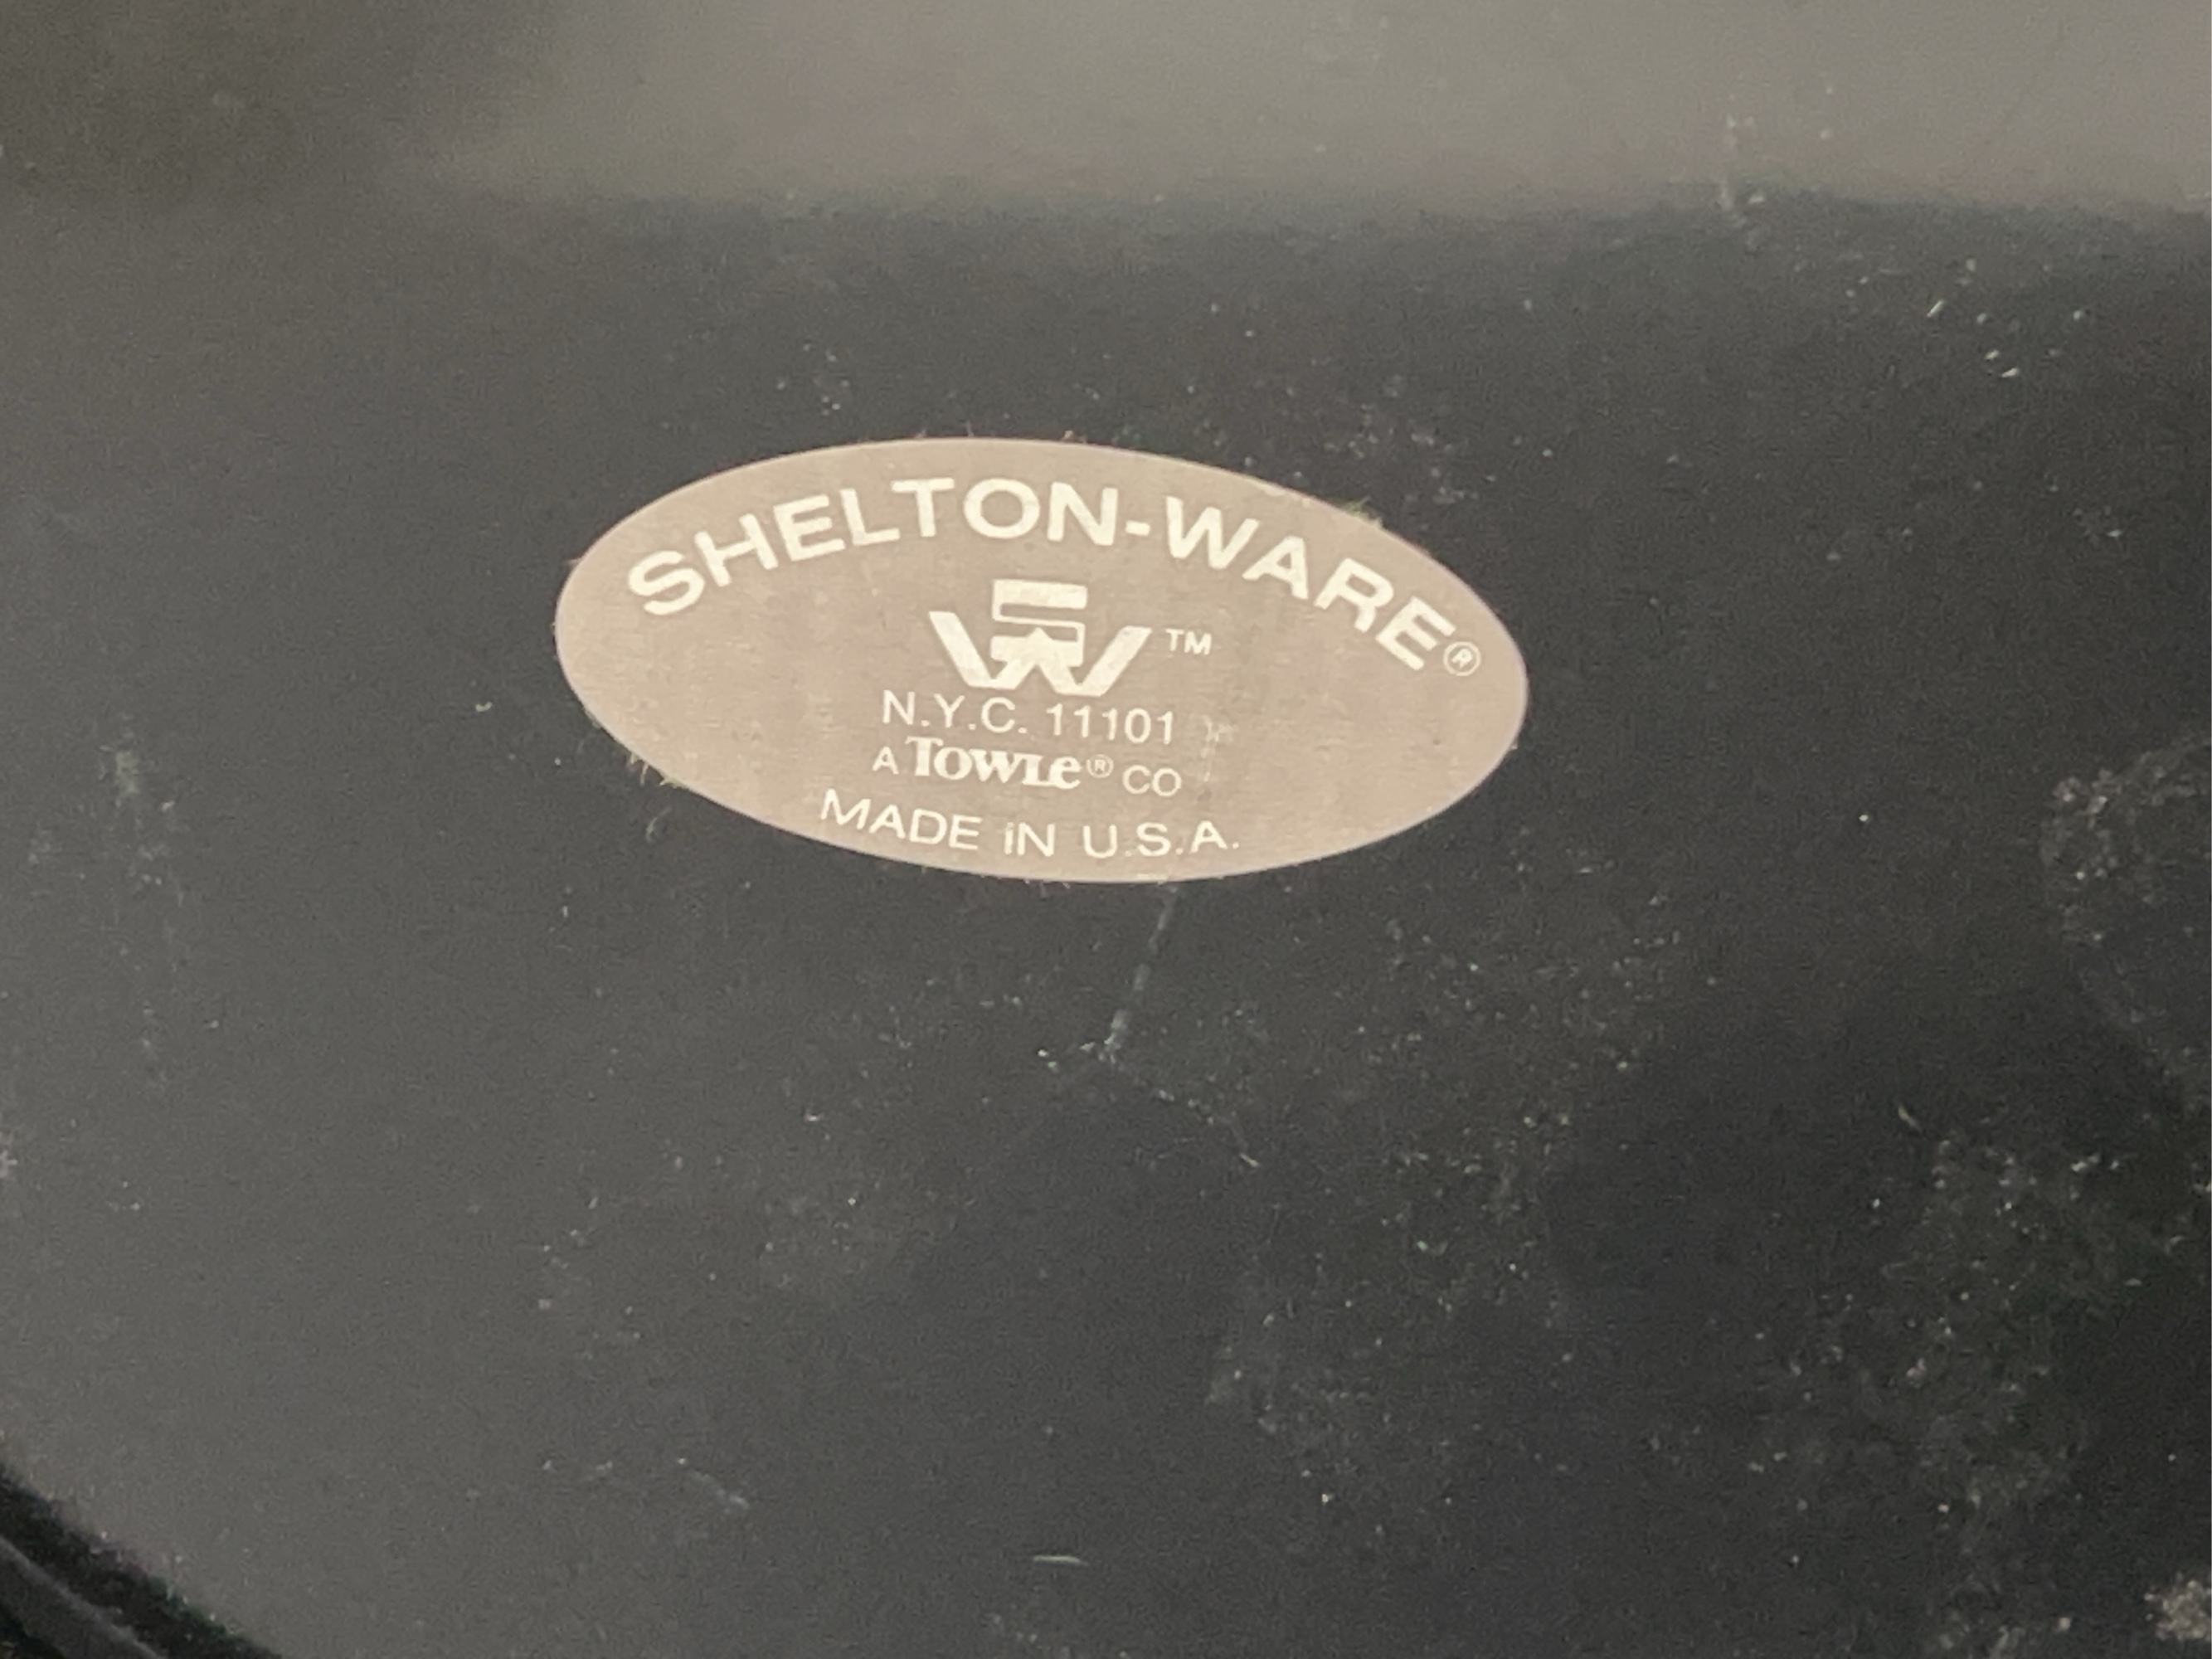 SHELTON-WARE®
SW™
N.Y.C. 11101
A TOWLE® CO
MADE IN U.S.A.